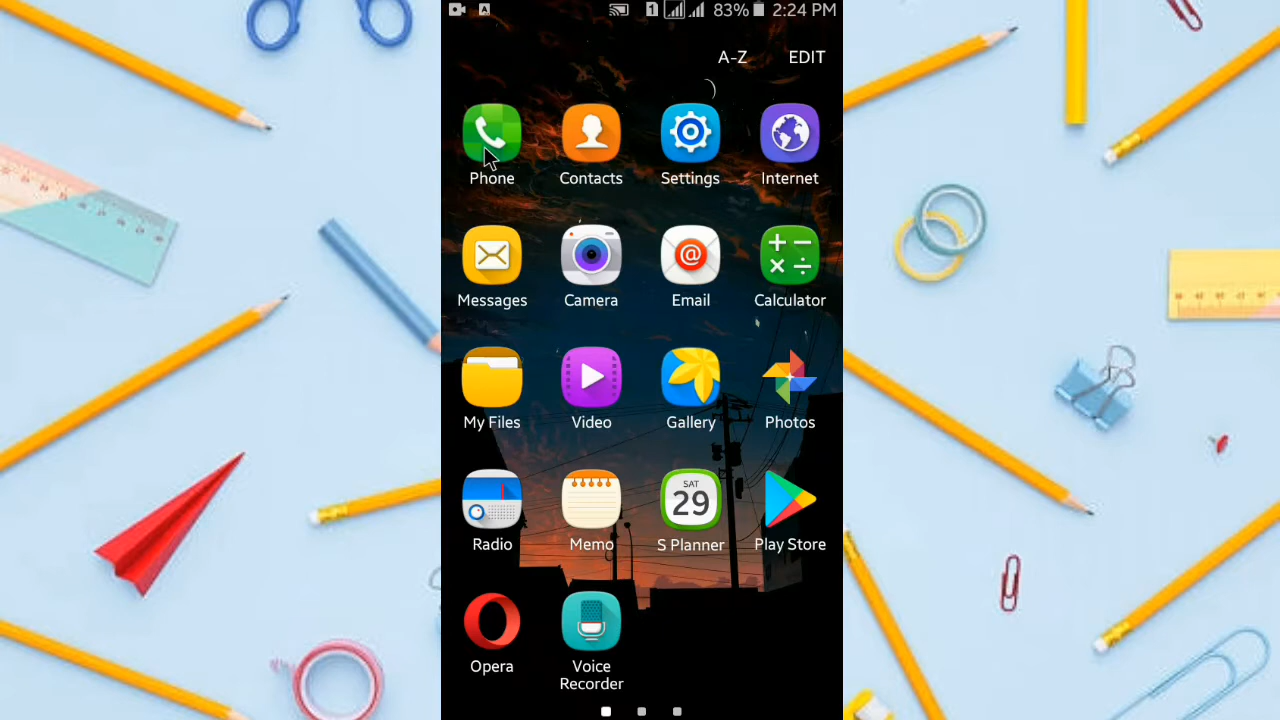 1 83% 2:24 PM
A-Z EDIT
Phone Contacts Settings Internet
Messages Camera Email Calculator
My Files Video Gallery Photos
SAT
29
Radio Memo S Planner Play Store
Opera Voice
Recorder